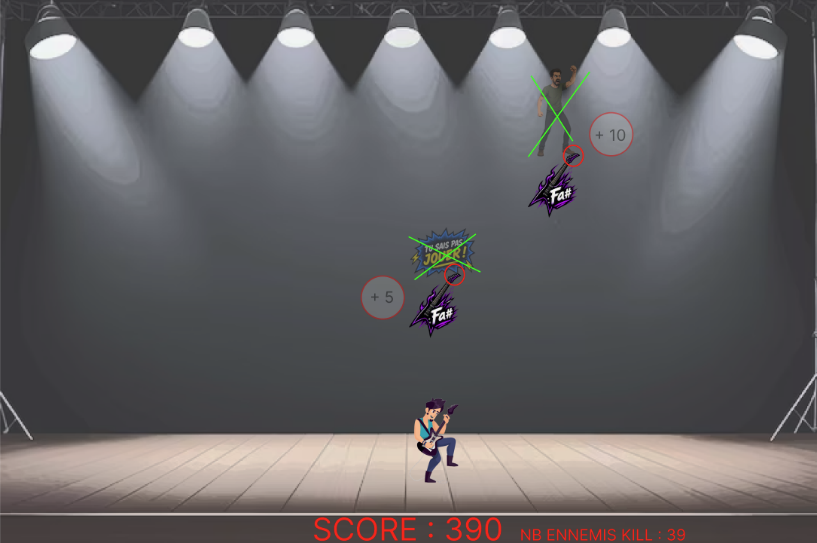 + 10
Fa#
TU SAIS PAS
JOUER !
+ 5
Fa#
SCORE : 390 NB ENNEMIS KILL : 39